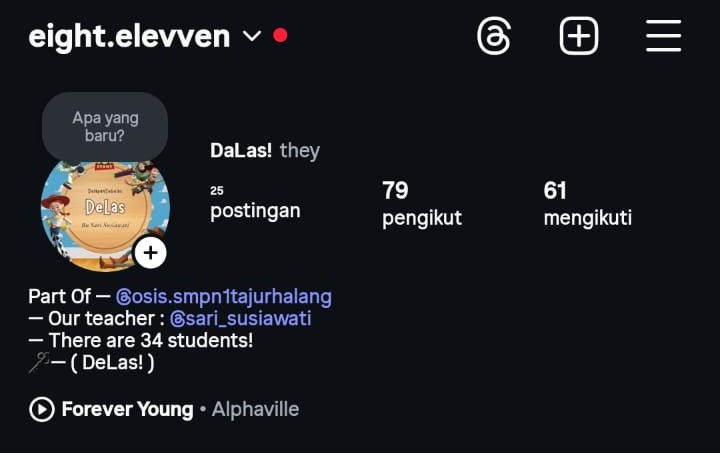 eight.elevven
Apa yang
baru?
DaLas! they
DeLas
Bu Sari Susiawati
25
postingan
79
pengikut
61
mengikuti
Part Of — @osis.smpn1tajurhalang
— Our teacher : @sari_susiawati
— There are 34 students!
— ( DeLas! )
Forever Young • Alphaville